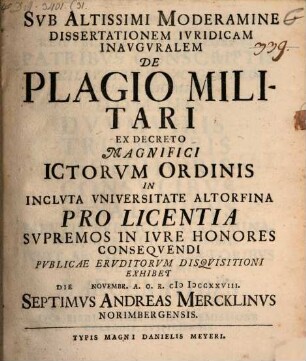 SVB ALTISSIMI MODERAMINE
DISSERTATIONEM IVRIDICAM
INAVGVRALEM
DE
PLAGIO MILI-
TARI
EX DECRETO
MAGNIFICI
ICTORVM ORDINIS
IN
INCLVTA VNIVERSITATE ALTORFINA
PRO LICENTIA
SVPREMOS IN IVRE HONORES
CONSEQVENDI
PVBLICAE ERVDITORVM DISQVISITIONI
EXHIBET
DIE NOVEMBR. A. O. R. cIↄ Iↄccxxviii.
SEPTIMVS ANDREAS MERCKLINVS
NORIMBERGENSIS.
TYPIS MAGNI DANIELIS MEYERI.